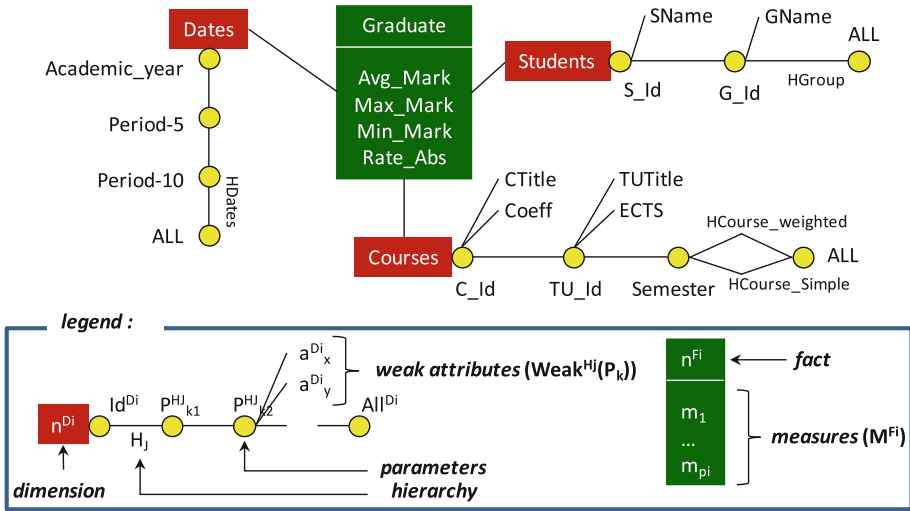 Dates
Academic_year
Period-5
Period-10
ALL
HDates
Graduate
Avg_Mark
Max_Mark
Min_Mark
Rate_Abs
Students
SName
S_Id
GName
G_Id
HGroup
ALL
Courses
CTitle
Coeff
C_Id
TUTitle
ECTS
TU_Id
Semester
HCourse_weighted
HCourse_Simple
ALL
legend :
n^Di
Id^Di
H_J
P^HJ_k1
P^HJ_k2
a^Di_x
a^Di_y
weak attributes (Weak^Hj(P_k))
All^Di
dimension
parameters
hierarchy
n^Fi
fact
m_1
...
m_pi
measures (M^Fi)